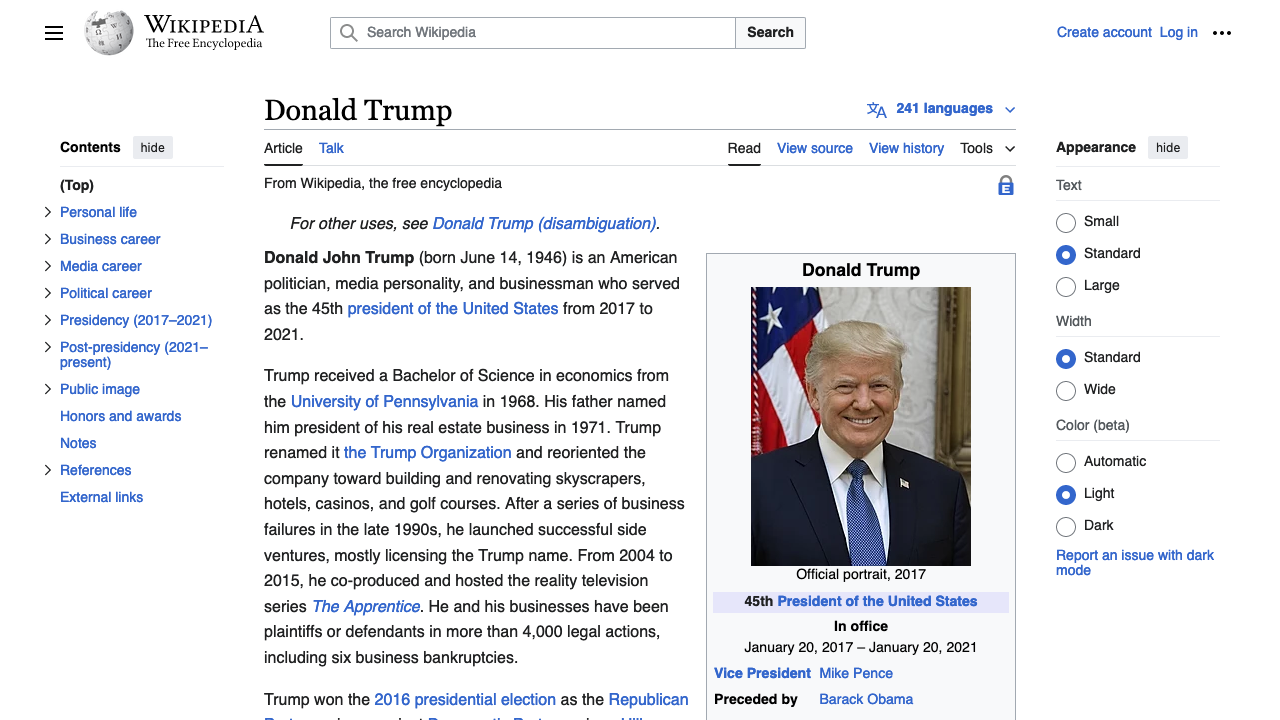 WIKIPEDIA
The Free Encyclopedia
Search Wikipedia
Search
Create account Log in
Donald Trump
241 languages
Contents hide
Article Talk
Read View source View history Tools
Appearance hide
(Top)
Personal life
Business career
Media career
Political career
Presidency (2017–2021)
Post-presidency (2021–
present)
Public image
Honors and awards
Notes
References
External links
From Wikipedia, the free encyclopedia
For other uses, see Donald Trump (disambiguation).
Donald John Trump (born June 14, 1946) is an American
politician, media personality, and businessman who served
as the 45th president of the United States from 2017 to
2021.
Trump received a Bachelor of Science in economics from
the University of Pennsylvania in 1968. His father named
him president of his real estate business in 1971. Trump
renamed it the Trump Organization and reoriented the
company toward building and renovating skyscrapers,
hotels, casinos, and golf courses. After a series of business
failures in the late 1990s, he launched successful side
ventures, mostly licensing the Trump name. From 2004 to
2015, he co-produced and hosted the reality television
series The Apprentice. He and his businesses have been
plaintiffs or defendants in more than 4,000 legal actions,
including six business bankruptcies.
Trump won the 2016 presidential election as the Republican
Donald Trump
Official portrait, 2017
45th President of the United States
In office
January 20, 2017 – January 20, 2021
Vice President Mike Pence
Preceded by Barack Obama
Text
Small
Standard
Large
Width
Standard
Wide
Color (beta)
Automatic
Light
Dark
Report an issue with dark
mode